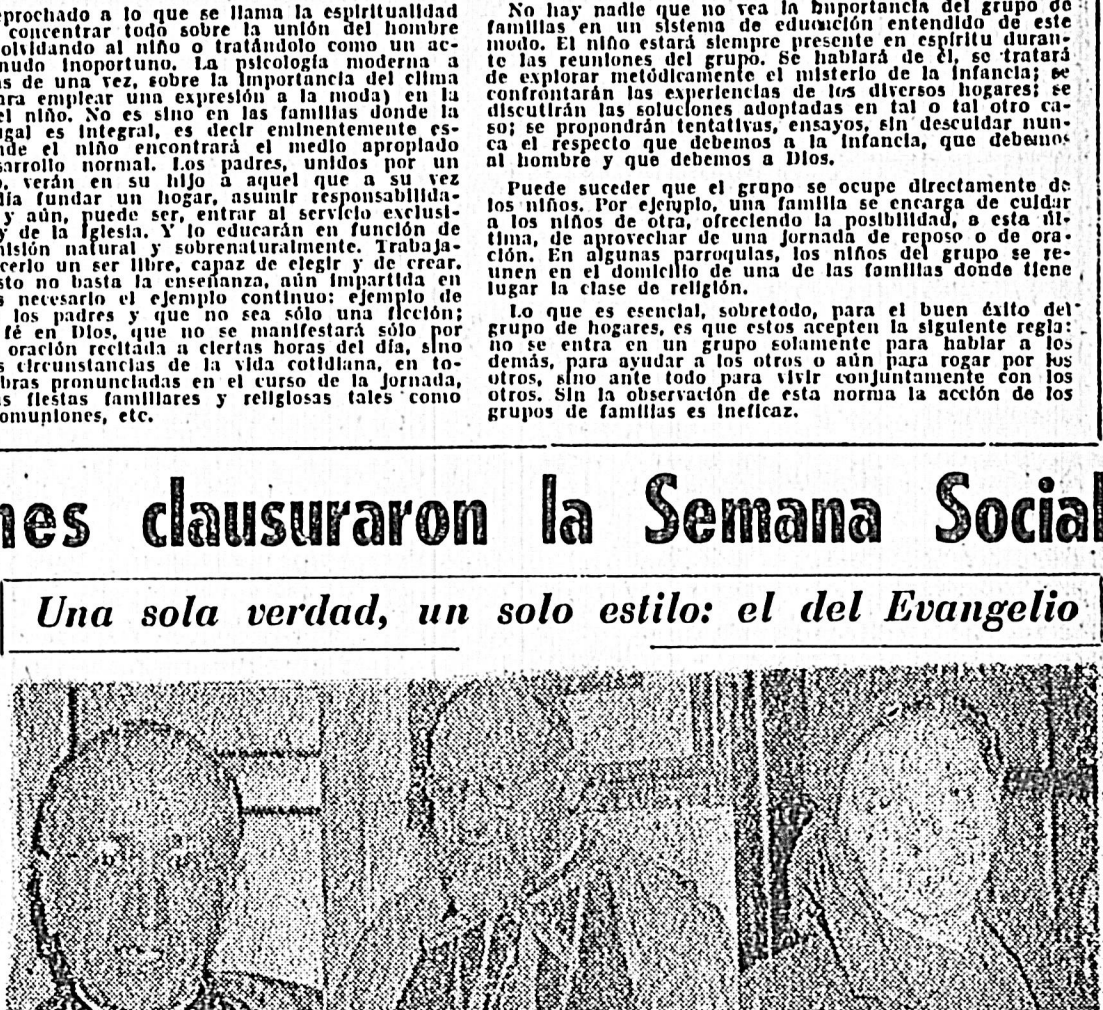 eprochado a lo que se llama la espiritualidad
concentrar todo sobre la unión del hombre
olvidando al niño o tratándolo como un ac-
nudo inoportuno. La psicología moderna a
as de una vez, sobre la importancia del clima
ara emplear una expresión a la moda) en la
el niño. No es sino en las familias donde la
ugal es integral, es decir eminentemente es-
nde el niño encontrará el medio apropiado
sarrollo normal. Los padres, unidos por un
o, verán en su hijo a aquel que a su vez
día fundar un hogar, asumir responsabilida-
y aún, puede ser, entrar al servicio exclusi-
y de la Iglesia. Y lo educarán en función de
misión natural y sobrenaturalmente. Trabaja-
cerlo un ser libre, capaz de elegir y de crear.
sto no basta la enseñanza, aún impartida en
s necesario el ejemplo continuo: ejemplo de
los padres y que no sea sólo una ficción;
fé en Dios, que no se manifestará sólo por
oración recitada a ciertas horas del día, sino
s circunstancias de la vida cotidiana, en to-
bras pronunciadas en el curso de la jornada,
as fiestas familiares y religiosas tales como
omuniones, etc.
No hay nadie que no vea la importancia del grupo de
familias en un sistema de educación entendido de este
modo. El niño estará siempre presente en espíritu duran-
te las reuniones del grupo. Se hablará de él, se tratará
de explorar metódicamente el misterio de la infancia; se
confrontarán las experiencias de los diversos hogares; se
discutirán las soluciones adoptadas en tal o tal otro ca-
so; se propondrán tentativas, ensayos, sin descuidar nun-
ca el respecto que debemos a la infancia, que debemos
al hombre y que debemos a Dios.
Puede suceder que el grupo se ocupe directamente de
los niños. Por ejemplo, una familia se encarga de cuidar
a los niños de otra, ofreciendo la posibilidad, a esta úl-
tima, de aprovechar de una jornada de reposo o de ora-
ción. En algunas parroquias, los niños del grupo se re-
unen en el domicilio de una de las familias donde tiene
lugar la clase de religión.
Lo que es esencial, sobretodo, para el buen éxito del
grupo de hogares, es que estos acepten la siguiente regla:
no se entra en un grupo solamente para hablar a los
demás, para ayudar a los otros o aún para rogar por los
otros, sino ante todo para vivir conjuntamente con los
otros. Sin la observación de esta norma la acción de los
grupos de familias es ineficaz.
nes clausuraron la Semana Social
Una sola verdad, un solo estilo: el del Evangelio